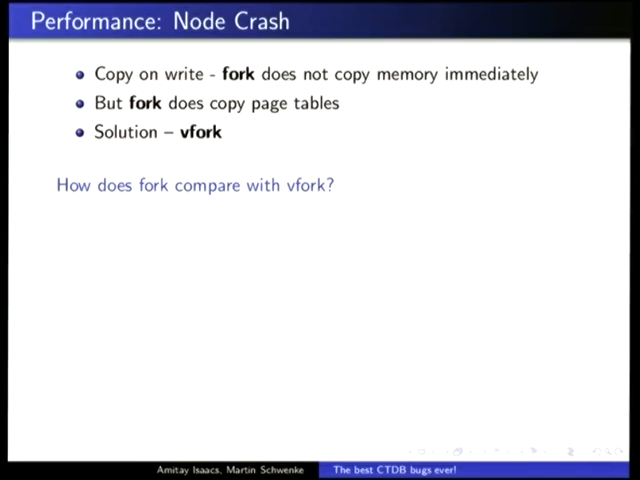 Performance: Node Crash
Copy on write - fork does not copy memory immediately
But fork does copy page tables
Solution – vfork
How does fork compare with vfork?
Amitay Isaacs, Martin Schwenke
The best CTDB bugs ever!